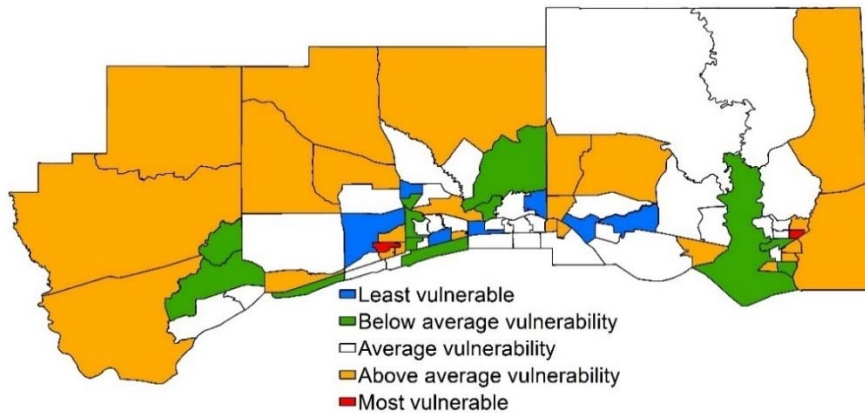 Least vulnerable
Below average vulnerability
Average vulnerability
Above average vulnerability
Most vulnerable